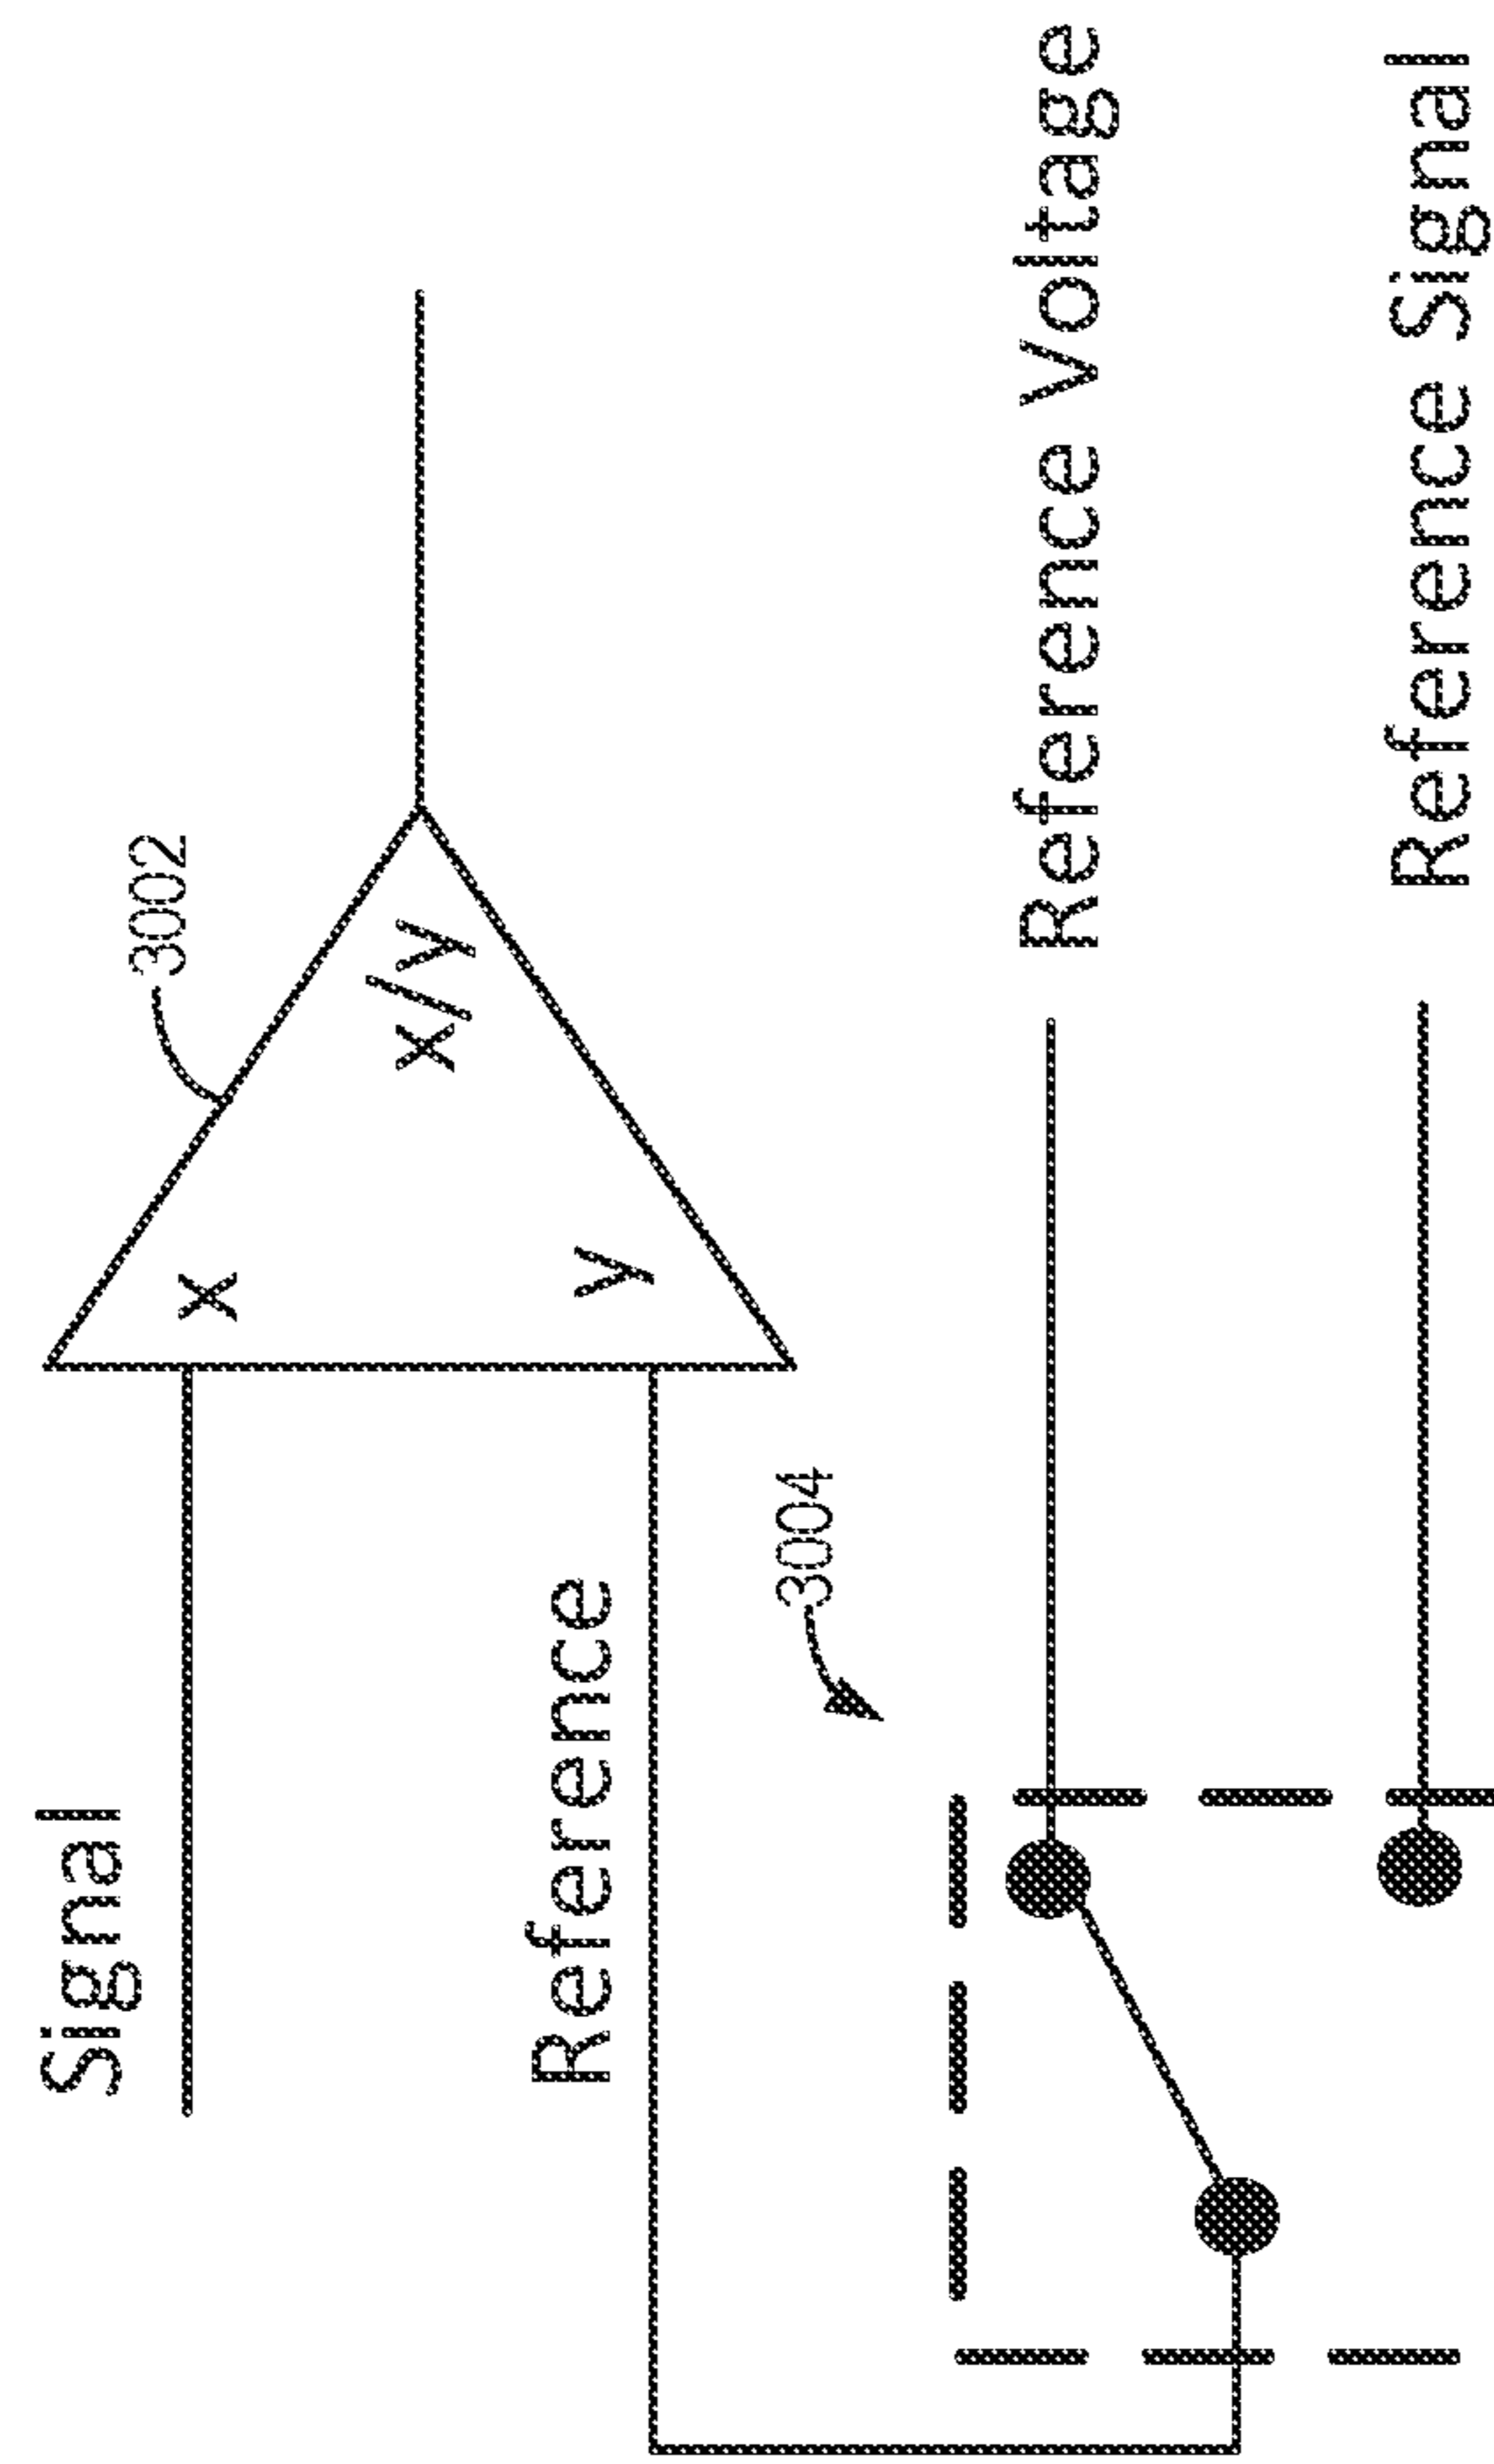 Signal
3002
x
x/y
y
Reference
3004
Reference Voltage
Reference Signal